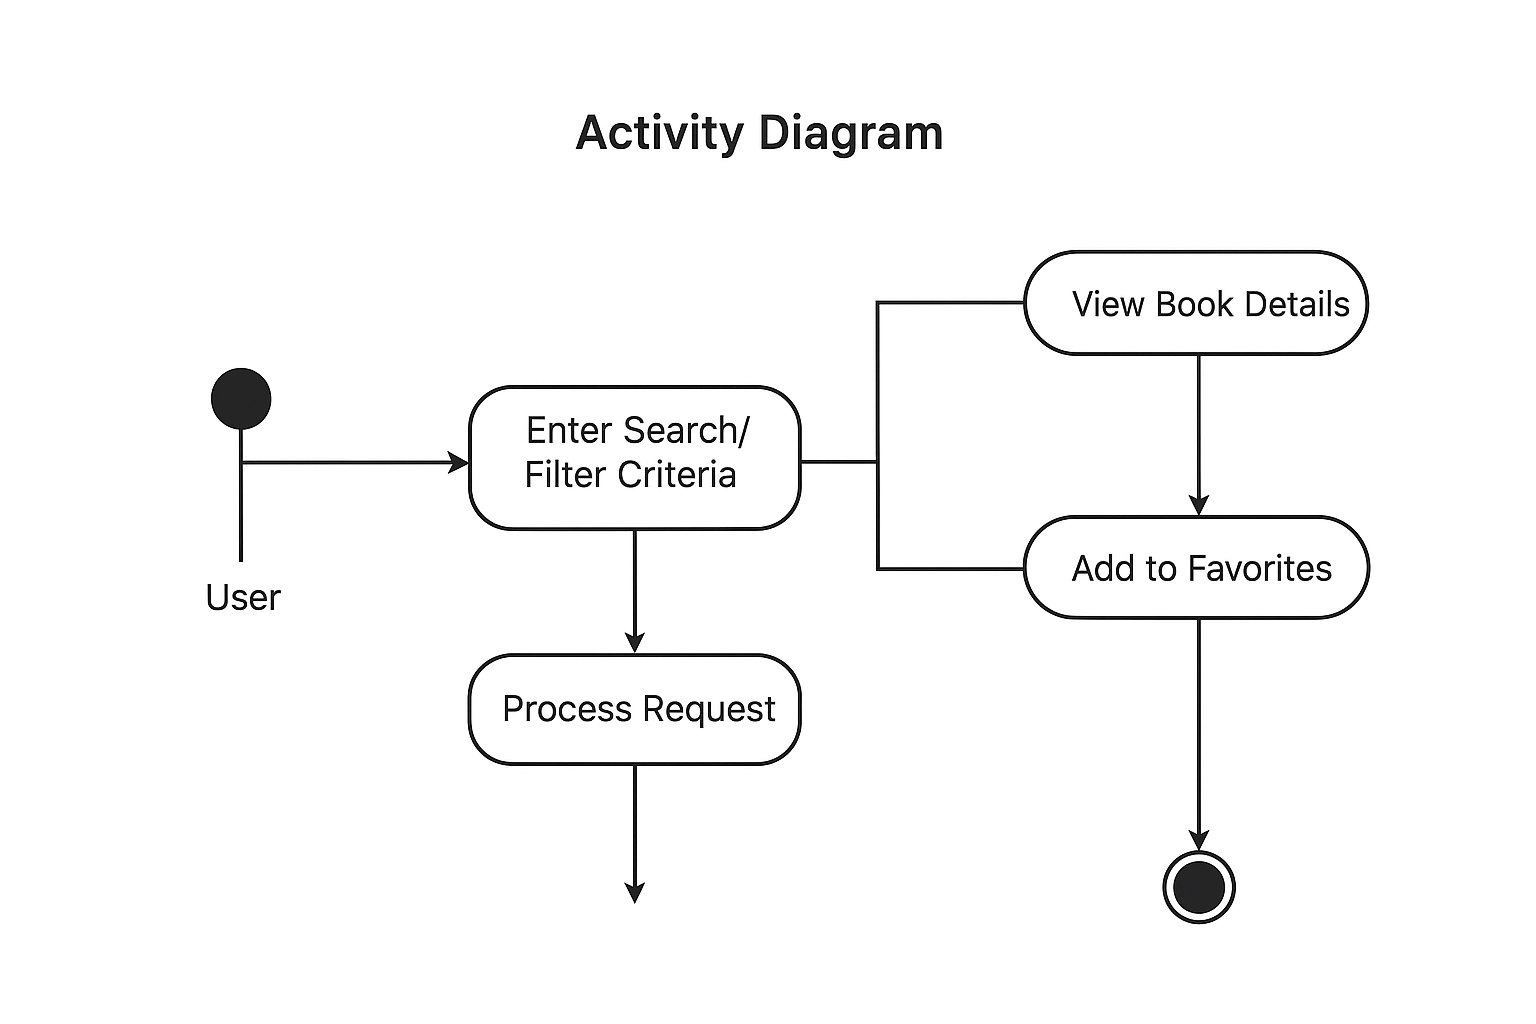 Activity Diagram
View Book Details
Enter Search/
Filter Criteria
Add to Favorites
User
Process Request